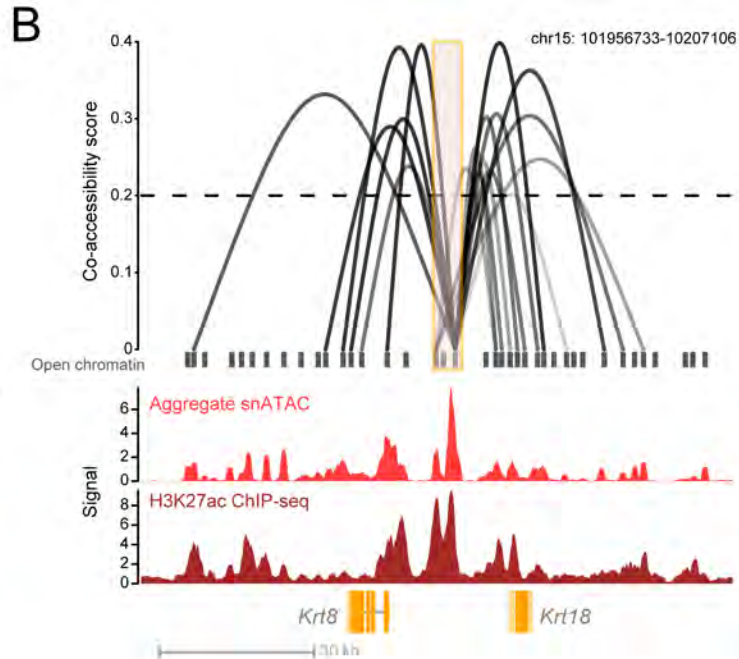 B
chr15: 101956733-10207106
0.4
0.3
0.2
0.1
0
Co-accessibility score
Open chromatin
Aggregate snATAC
6
4
2
0
Signal
H3K27ac ChIP-seq
8
6
4
2
0
Krt8
Krt18
kb